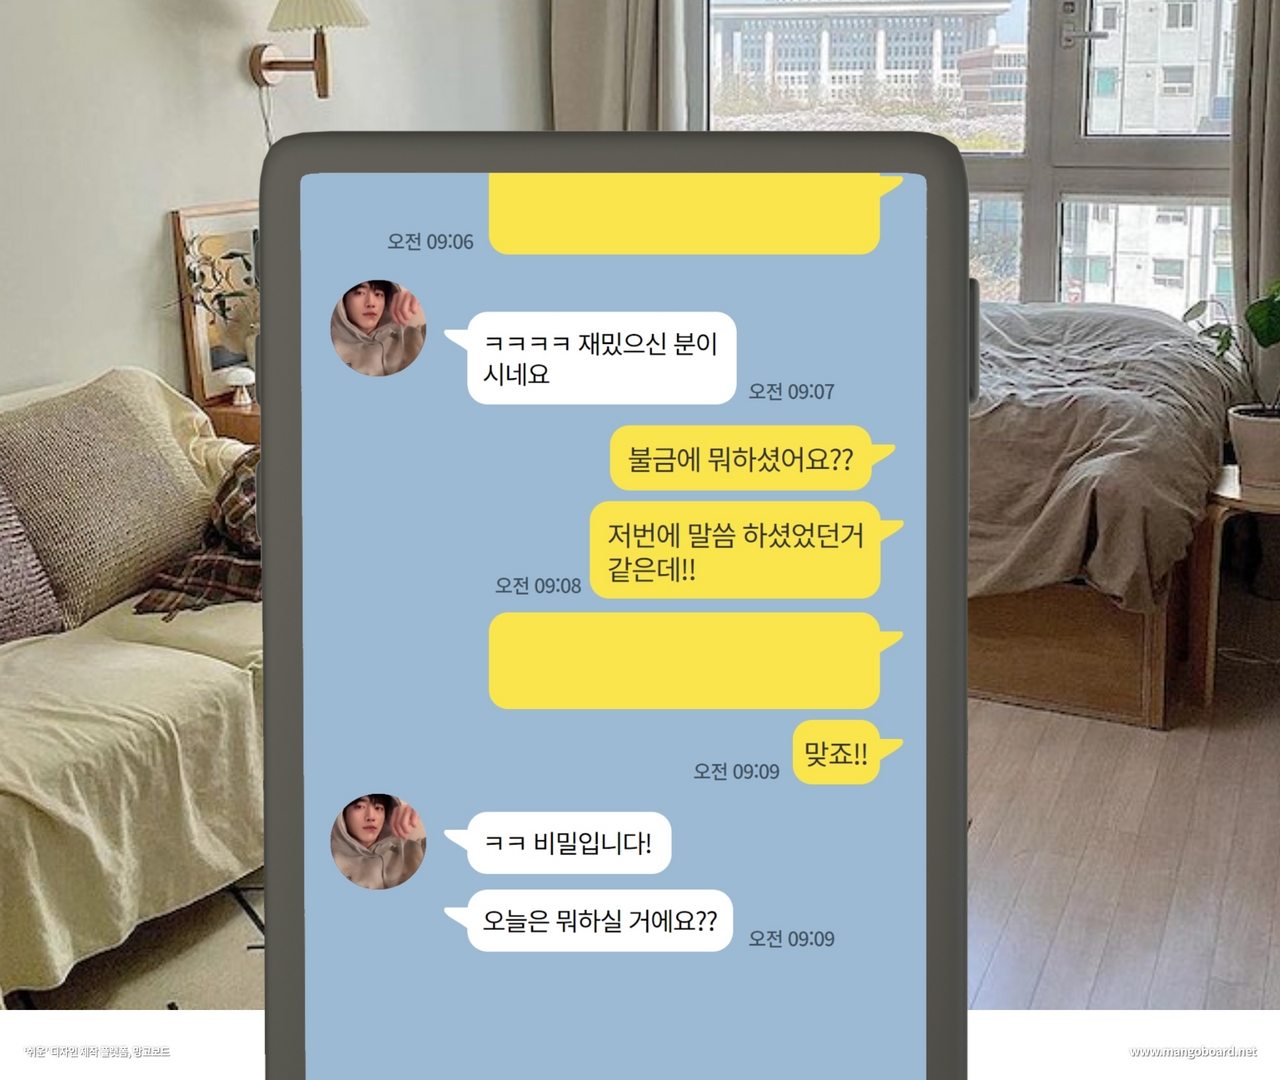 오전 09:06
ㅋㅋㅋㅋ 재밌으신 분이
시네요
오전 09:07
불금에 뭐하셨어요??
저번에 말씀 하셨었던거
같은데!!
오전 09:08
맞죠!!
오전 09:09
ㅋㅋ 비밀입니다!
오늘은 뭐하실 거에요??
오전 09:09
'쉬운' 디자인 제작 플랫폼, 망고보드
www.mangoboard.net